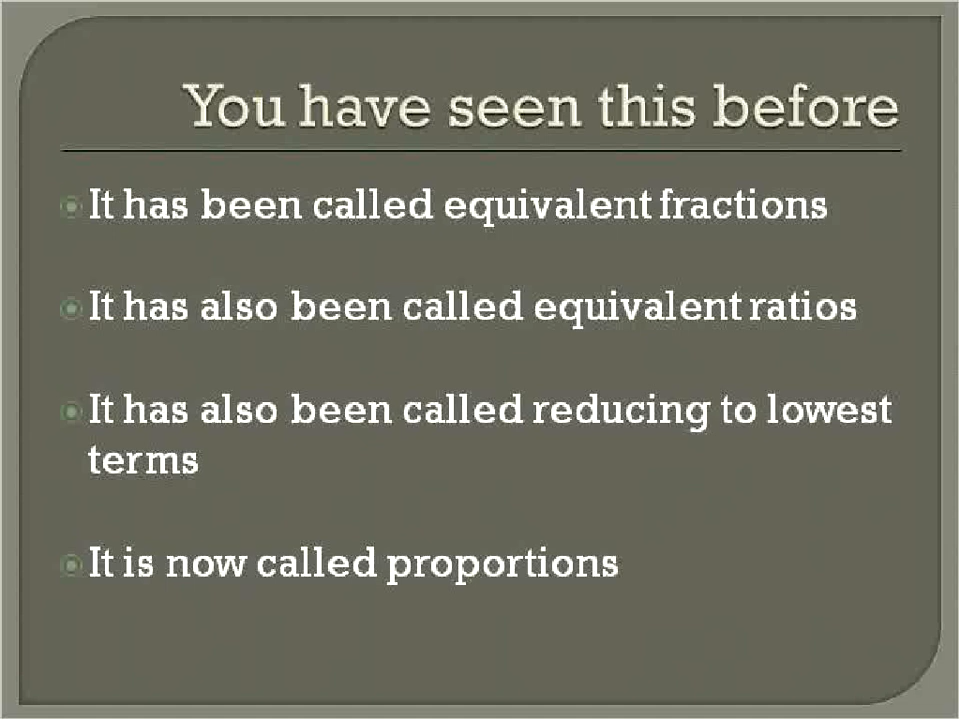 You have seen this before
It has been called equivalent fractions
It has also been called equivalent ratios
It has also been called reducing to lowest
terms
It is now called proportions